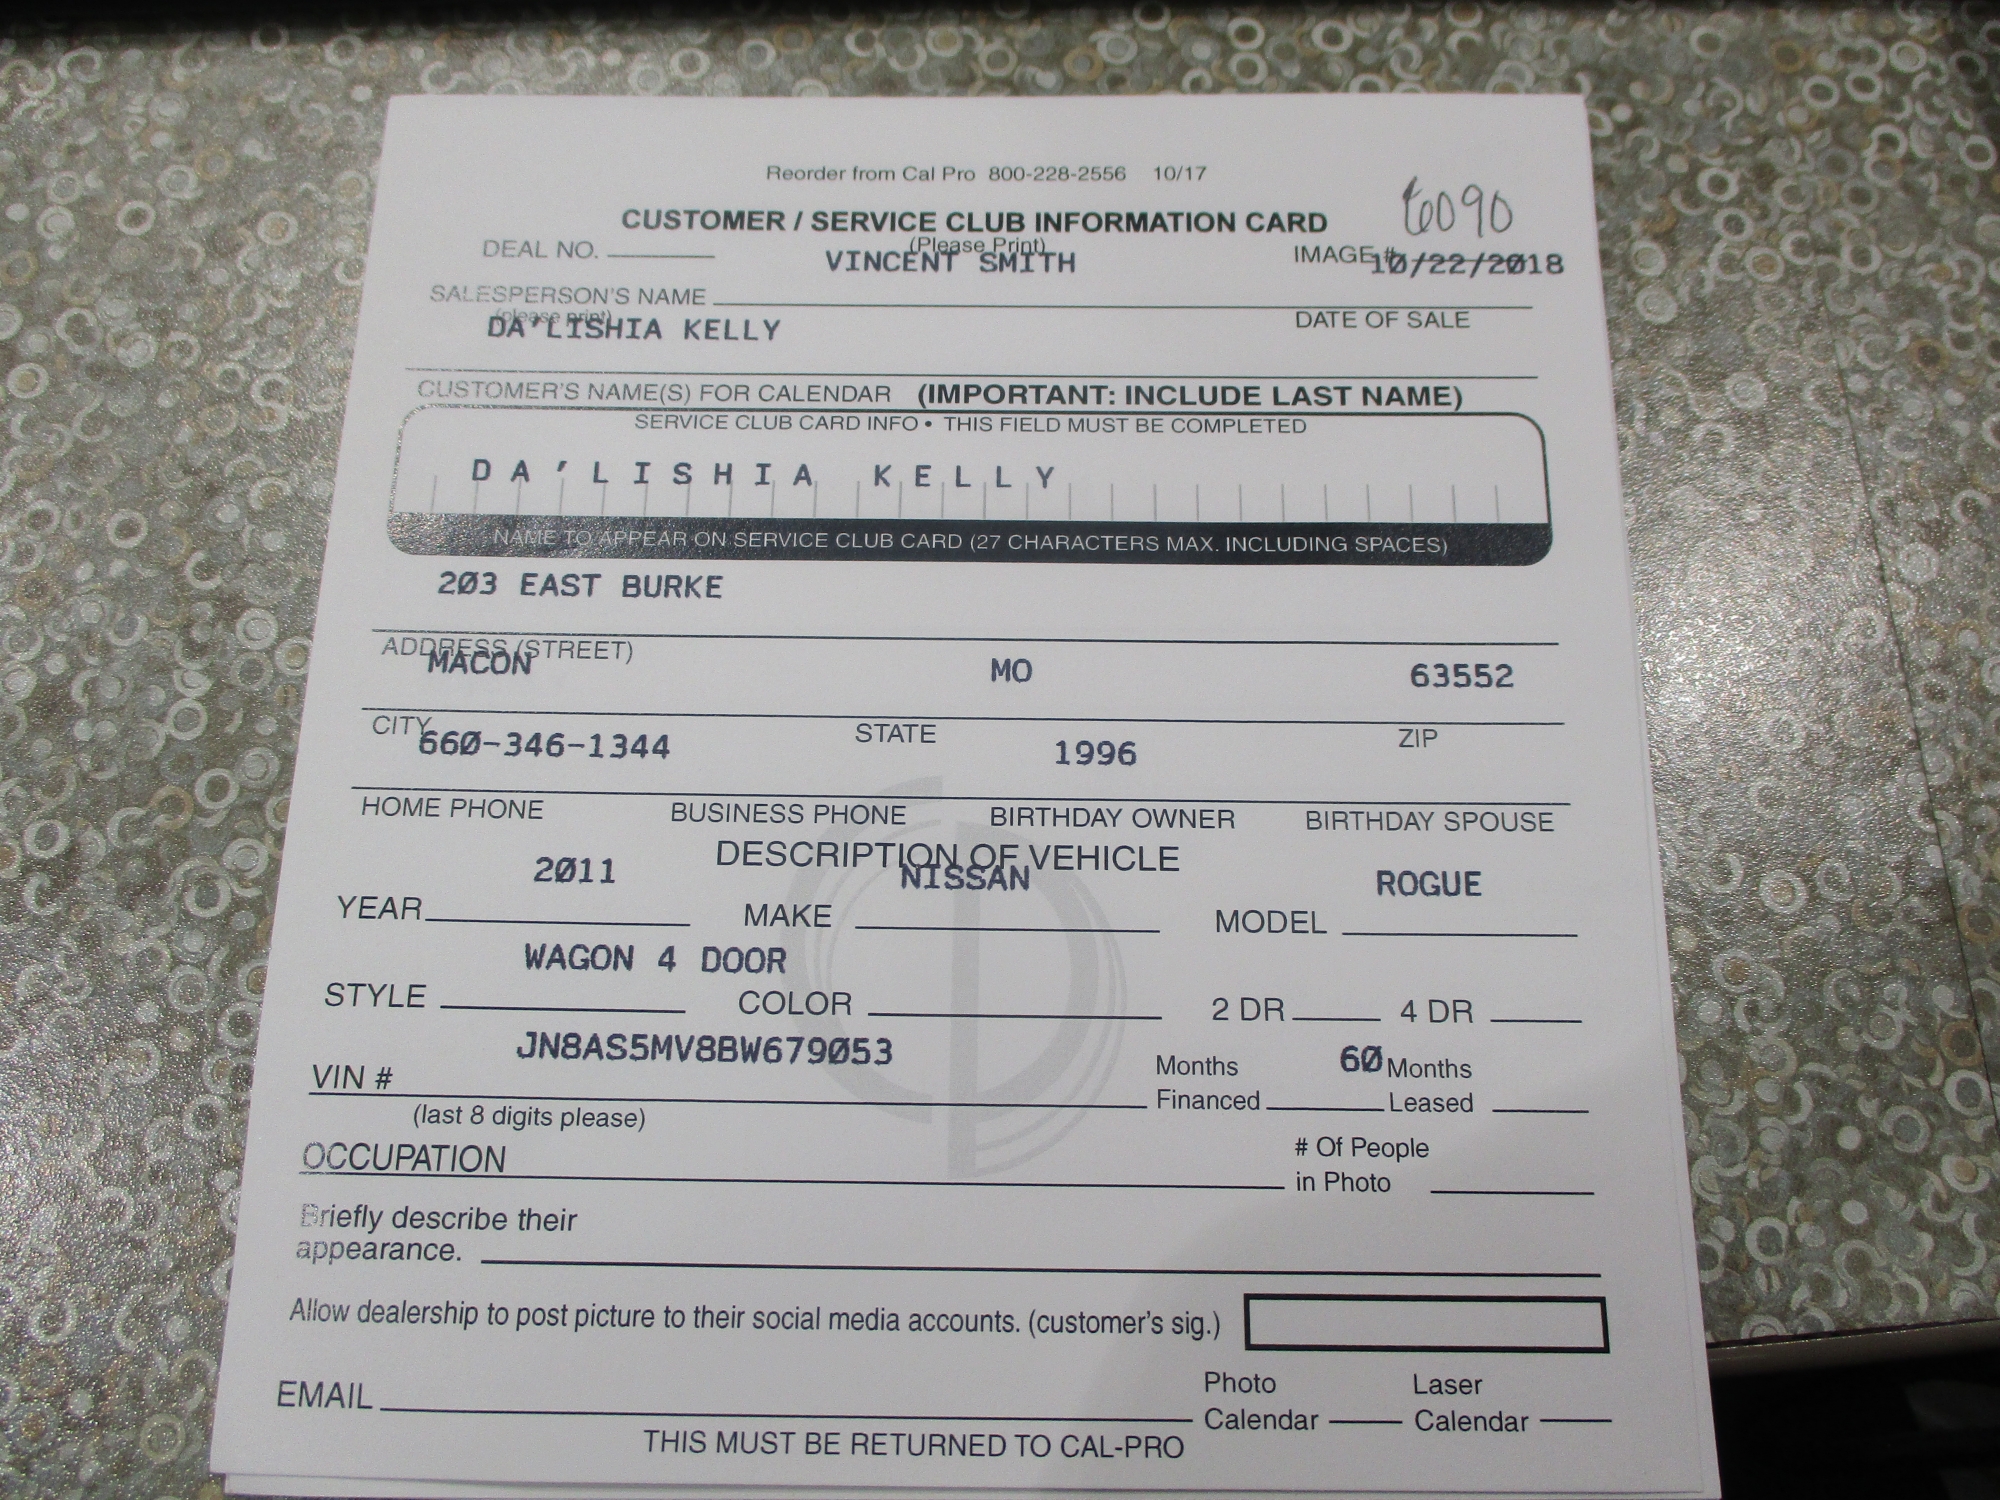 Reorder from Cal Pro 800-228-2556 10/17
6090
CUSTOMER / SERVICE CLUB INFORMATION CARD
(Please Print)
DEAL NO. VINCENT SMITH IMAGE # 10/22/2018
SALESPERSON'S NAME
(please print)
DA'LISHIA KELLY DATE OF SALE
CUSTOMER'S NAME(S) FOR CALENDAR (IMPORTANT: INCLUDE LAST NAME)
SERVICE CLUB CARD INFO • THIS FIELD MUST BE COMPLETED
DA'LISHIA KELLY
NAME TO APPEAR ON SERVICE CLUB CARD (27 CHARACTERS MAX. INCLUDING SPACES)
203 EAST BURKE
ADDRESS (STREET)
MACON MO 63552
CITY STATE ZIP
660-346-1344 1996
HOME PHONE BUSINESS PHONE BIRTHDAY OWNER BIRTHDAY SPOUSE
DESCRIPTION OF VEHICLE
2011 NISSAN ROGUE
YEAR MAKE MODEL
WAGON 4 DOOR
STYLE COLOR 2 DR 4 DR
JN8AS5MV8BW679053 Months 60 Months
VIN # Financed Leased
(last 8 digits please)
OCCUPATION # Of People
in Photo
Briefly describe their
appearance.
Allow dealership to post picture to their social media accounts. (customer's sig.)
Photo Laser
EMAIL Calendar Calendar
THIS MUST BE RETURNED TO CAL-PRO